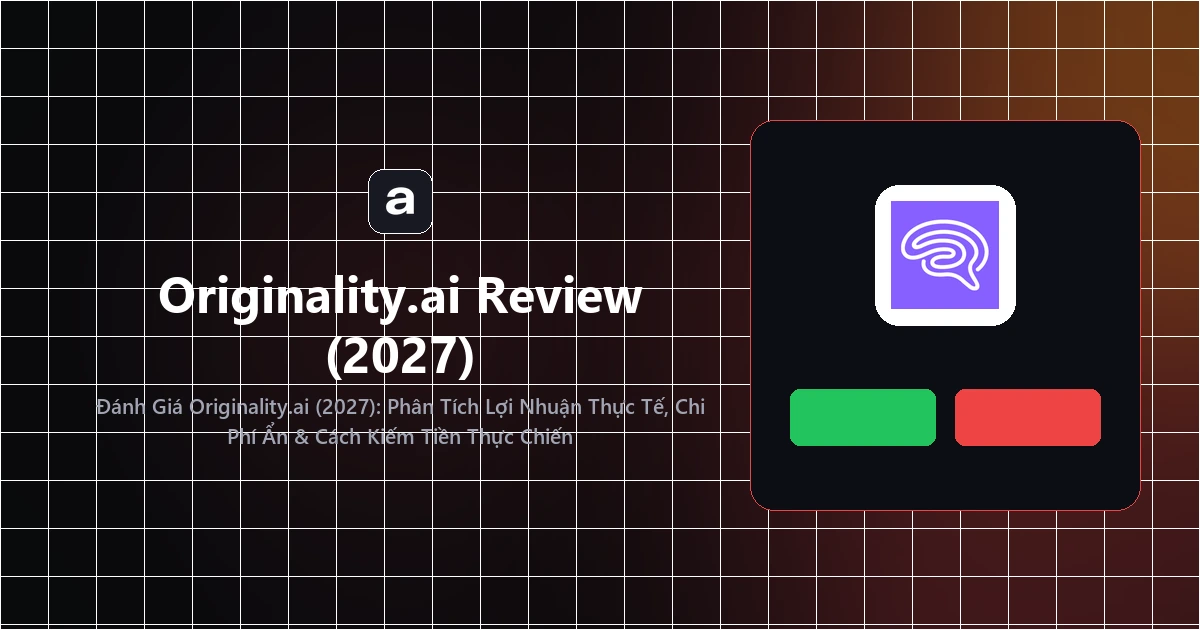 a
Originality.ai Review
(2027)
Đánh Giá Originality.ai (2027): Phân Tích Lợi Nhuận Thực Tế, Chi
Phí Ẩn & Cách Kiếm Tiền Thực Chiến